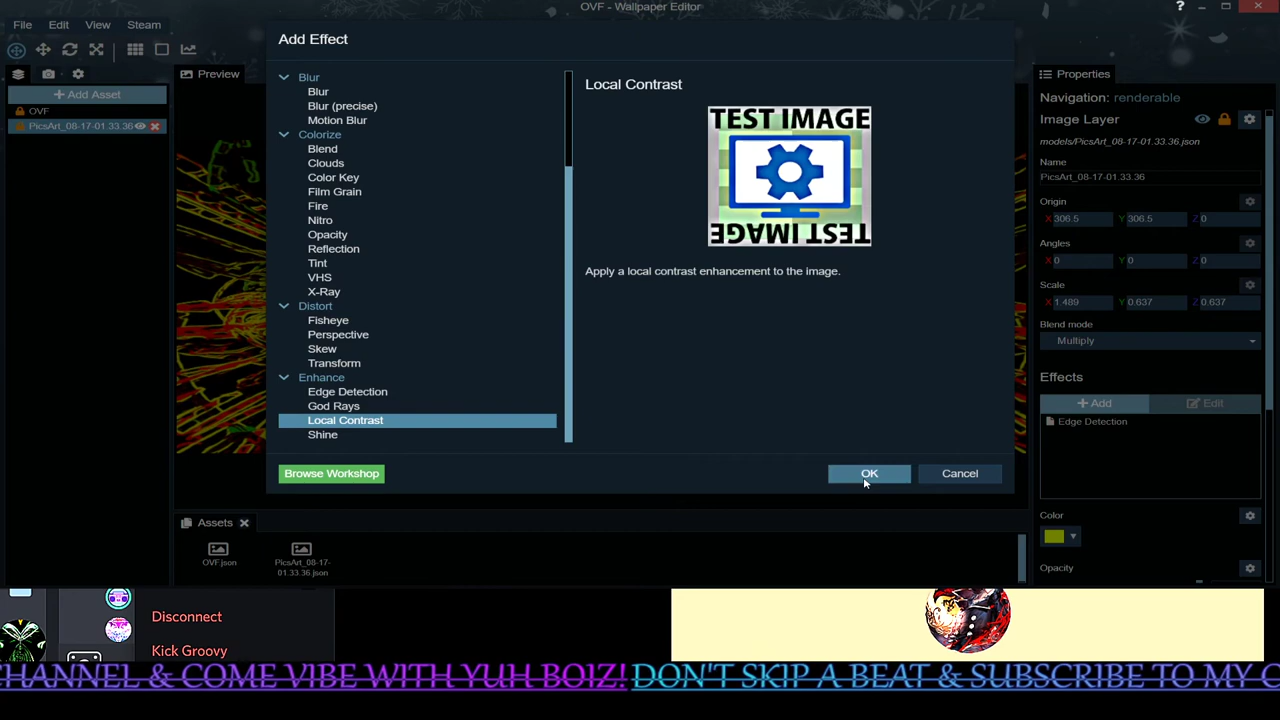 OVF - Wallpaper Editor
?
File Edit View Steam
Add Effect
Preview
Properties
+ Add Asset
OVF
PicsArt_08-17-01.33.36
Blur
Blur
Blur (precise)
Motion Blur
Colorize
Blend
Clouds
Color Key
Film Grain
Fire
Nitro
Opacity
Reflection
Tint
VHS
X-Ray
Distort
Fisheye
Perspective
Skew
Transform
Enhance
Edge Detection
God Rays
Local Contrast
Shine
Local Contrast
TEST IMAGE
TEST IMAGE
Apply a local contrast enhancement to the image.
Browse Workshop
OK
Cancel
Navigation: renderable
Image Layer
models/PicsArt_08-17-01.33.36.json
Name
PicsArt_08-17-01.33.36
Origin
X 306.5 Y 306.5 Z 0
Angles
X 0 Y 0 Z 0
Scale
X 1.489 Y 0.637 Z 0.637
Blend mode
Multiply
Effects
+ Add Edit
Edge Detection
Color
Opacity
Assets
OVF.json
PicsArt_08-17-
01.33.36.json
Disconnect
Kick Groovy
HANNEL & COME VIBE WITH YUH BOIZ! DON'T SKIP A BEAT & SUBSCRIBE TO MY C